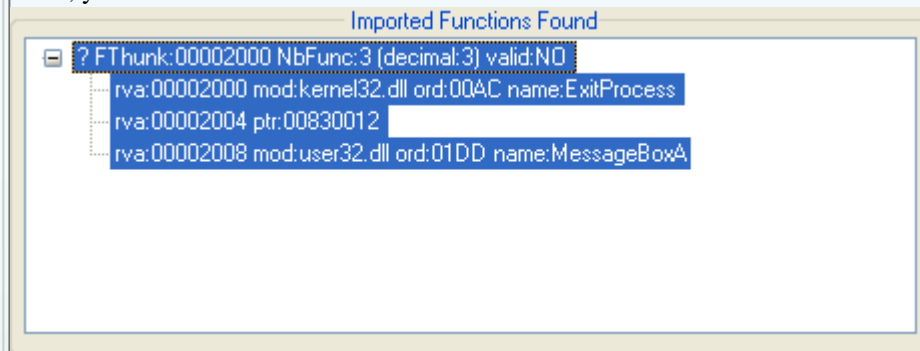 Imported Functions Found
? FThunk:00002000 NbFunc:3 (decimal:3) valid:NO
rva:00002000 mod:kernel32.dll ord:00AC name:ExitProcess
rva:00002004 ptr:00830012
rva:00002008 mod:user32.dll ord:01DD name:MessageBoxA